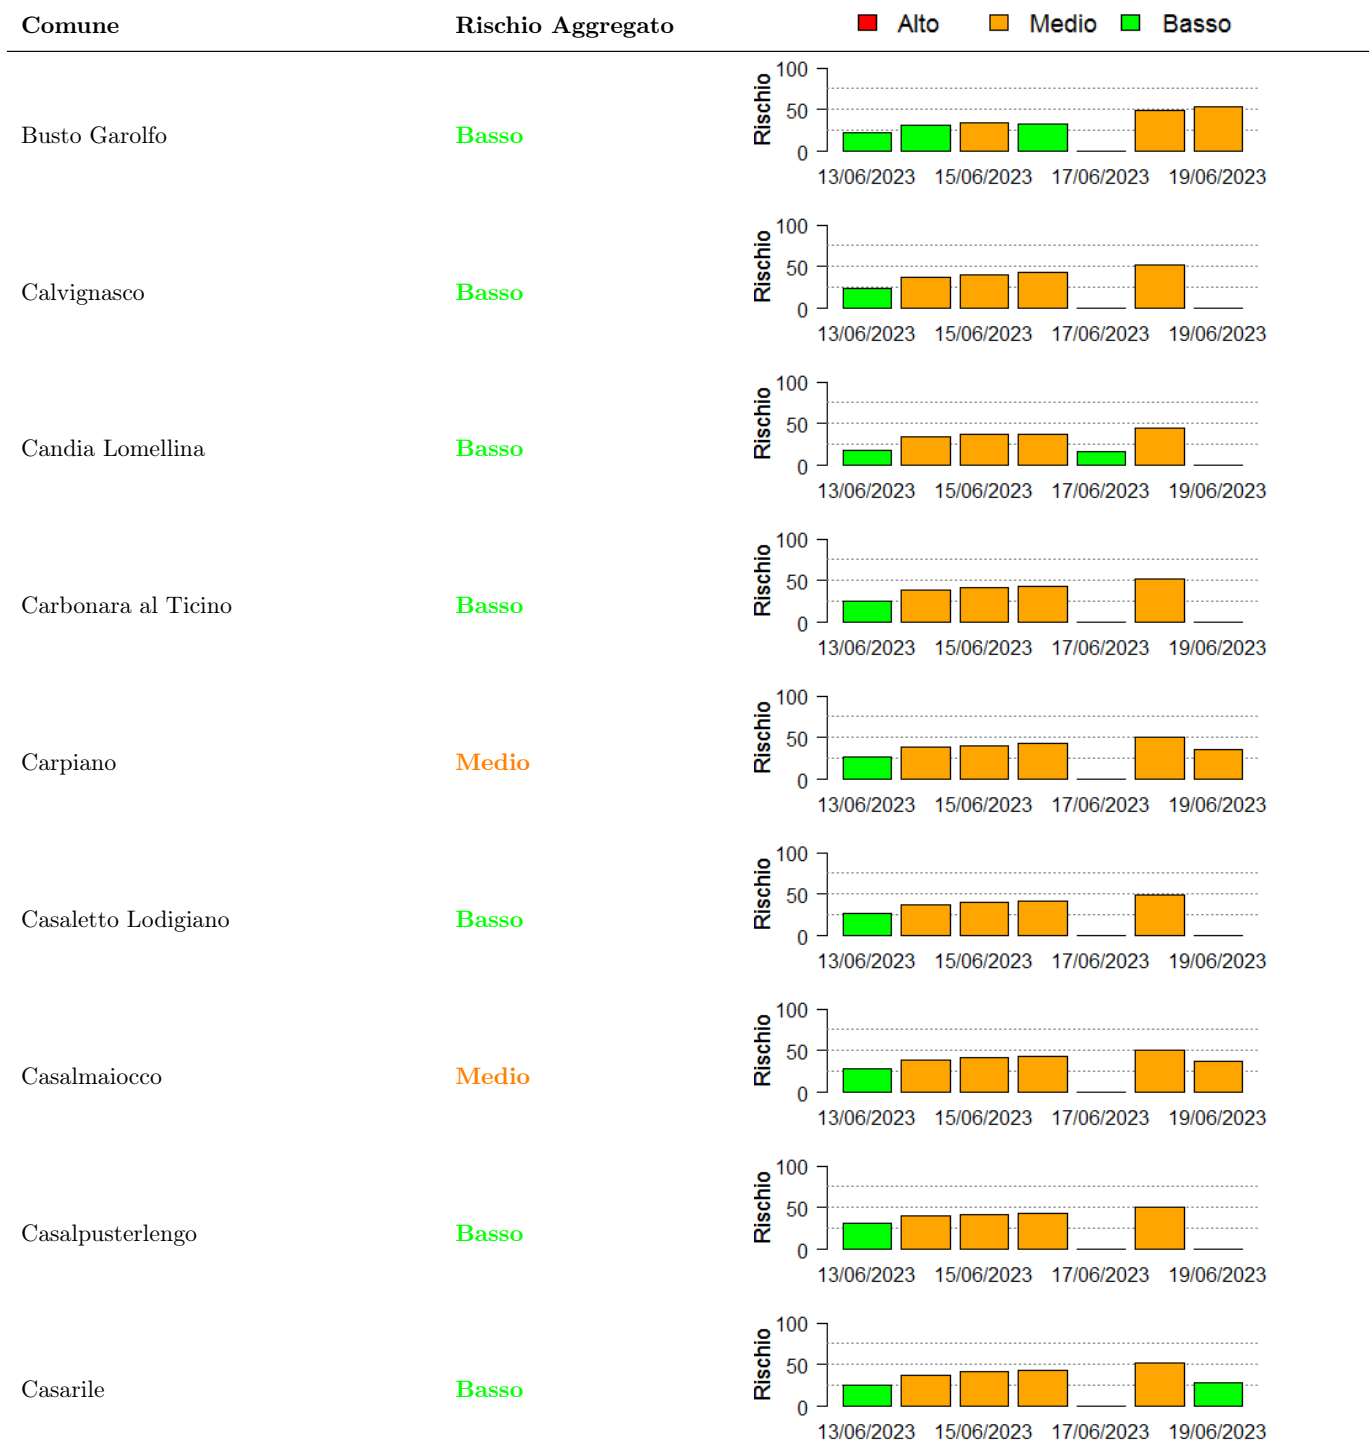 Comune Rischio Aggregato Alto Medio Basso
Busto Garolfo Basso Rischio 100 50 0
13/06/2023 15/06/2023 17/06/2023 19/06/2023
Calvignasco Basso Rischio 100 50 0
13/06/2023 15/06/2023 17/06/2023 19/06/2023
Candia Lomellina Basso Rischio 100 50 0
13/06/2023 15/06/2023 17/06/2023 19/06/2023
Carbonara al Ticino Basso Rischio 100 50 0
13/06/2023 15/06/2023 17/06/2023 19/06/2023
Carpiano Medio Rischio 100 50 0
13/06/2023 15/06/2023 17/06/2023 19/06/2023
Casaletto Lodigiano Basso Rischio 100 50 0
13/06/2023 15/06/2023 17/06/2023 19/06/2023
Casalmaiocco Medio Rischio 100 50 0
13/06/2023 15/06/2023 17/06/2023 19/06/2023
Casalpusterlengo Basso Rischio 100 50 0
13/06/2023 15/06/2023 17/06/2023 19/06/2023
Casarile Basso Rischio 100 50 0
13/06/2023 15/06/2023 17/06/2023 19/06/2023